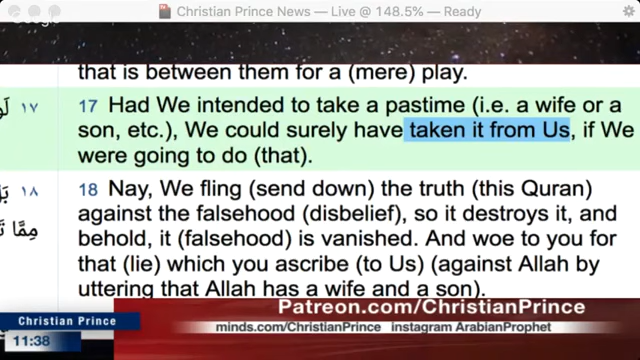 Christian Prince News — Live @ 148.5% — Ready
that is between them for a (mere) play.
١٧
17 Had We intended to take a pastime (i.e. a wife or a
son, etc.), We could surely have taken it from Us, if We
were going to do (that).
١٨
18 Nay, We fling (send down) the truth (this Quran)
against the falsehood (disbelief), so it destroys it, and
مِمَّا
behold, it (falsehood) is vanished. And woe to you for
that (lie) which you ascribe (to Us) (against Allah by
uttering that Allah has a wife and a son).
Patreon.com/ChristianPrince
Christian Prince
minds.com/ChristianPrince instagram ArabianProphet
11:38